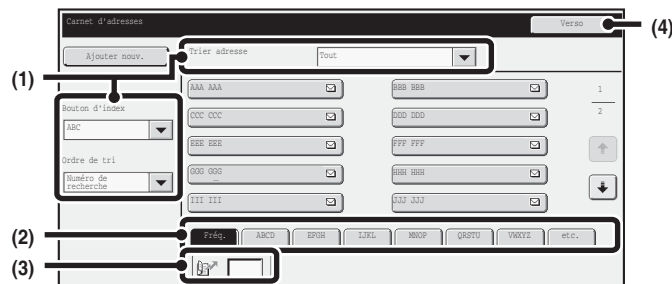 Carnet d'adresses
Verso
(4)
Ajouter nouv.
Trier adresse
Tout
(1)
AAA AAA
BBB BBB
1
Bouton d'index
CCC CCC
DDD DDD
2
ABC
EEE EEE
FFF FFF
Ordre de tri
GGG GGG
HHH HHH
Numéro de
recherche
III III
JJJ JJJ
(2)
Fréq.
ABCD
EFGH
IJKL
MNOP
QRSTU
VWXYZ
etc.
(3)